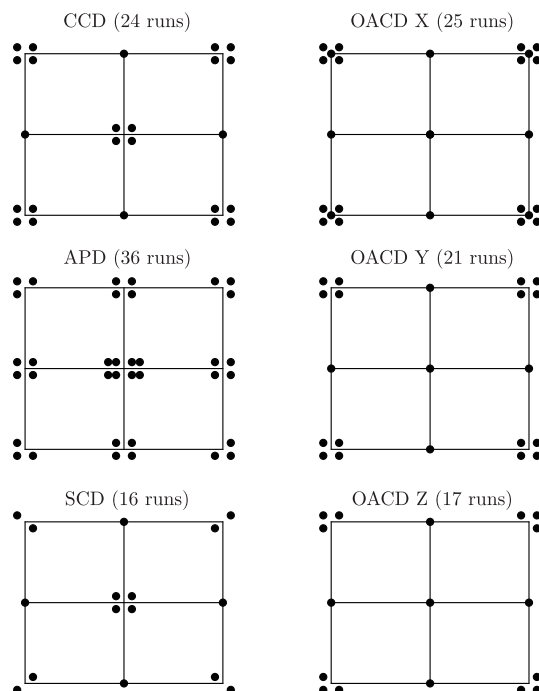 CCD (24 runs)
OACD X (25 runs)
APD (36 runs)
OACD Y (21 runs)
SCD (16 runs)
OACD Z (17 runs)